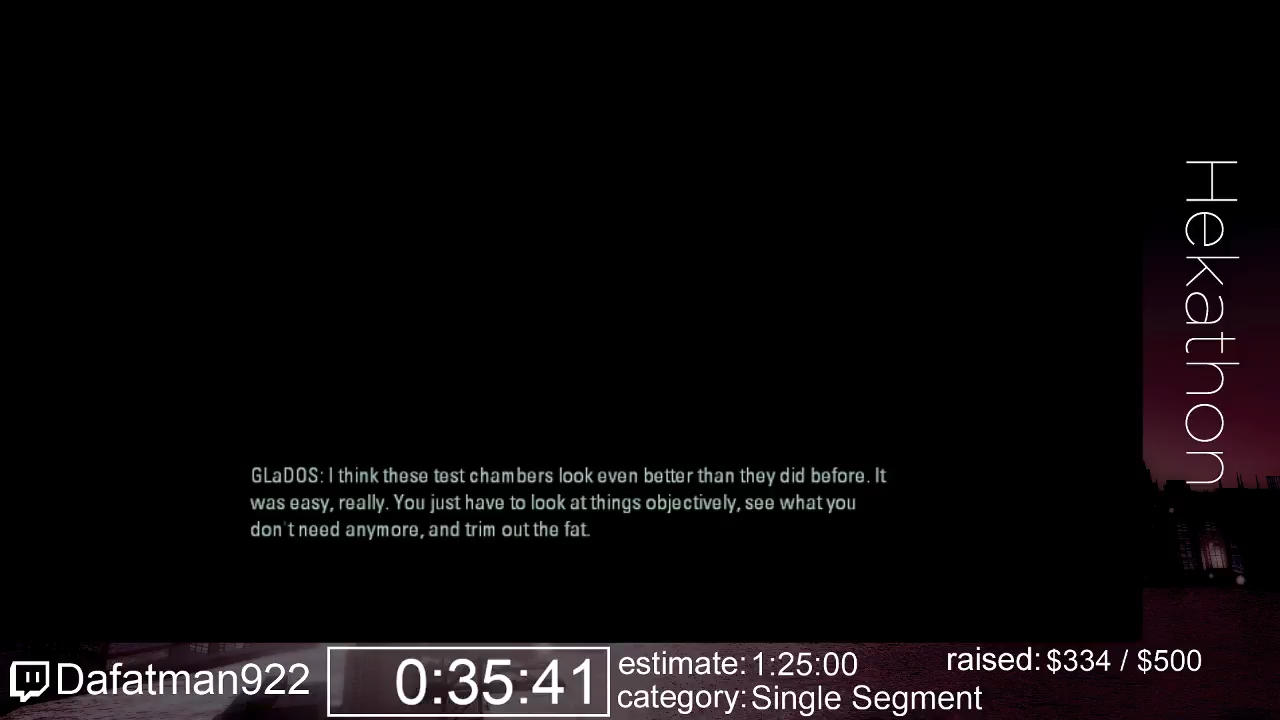 GLaDOS: I think these test chambers look even better than they did before. It
was easy, really. You just have to look at things objectively, see what you
don't need anymore, and trim out the fat.
Hekathon
Dafatman922
0:35:41
estimate: 1:25:00
category: Single Segment
raised: $334 / $500